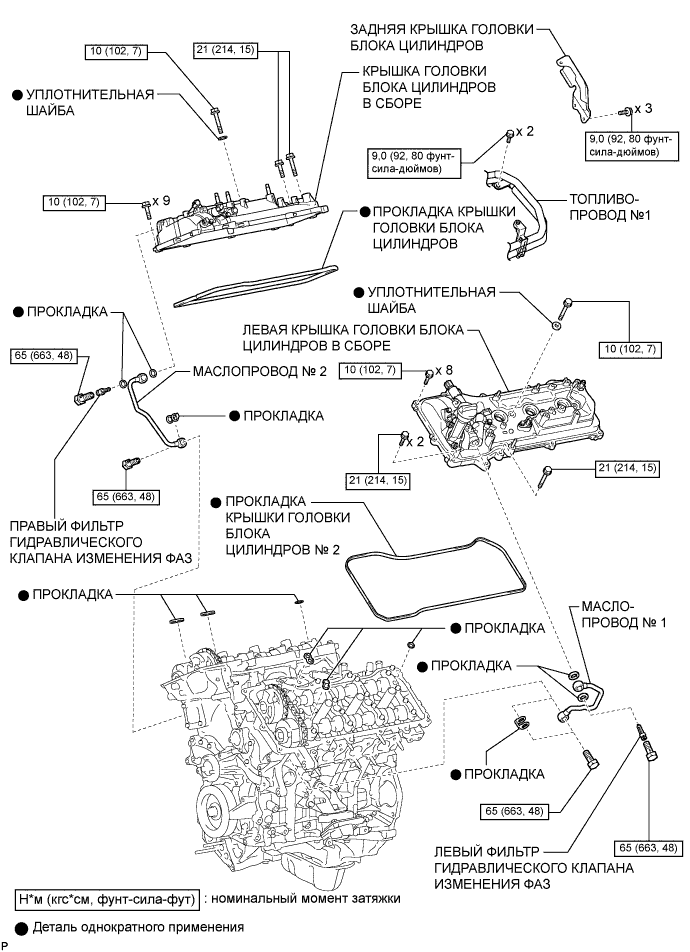 ЗАДНЯЯ КРЫШКА ГОЛОВКИ
БЛОКА ЦИЛИНДРОВ
10 (102, 7)
21 (214, 15)
КРЫШКА ГОЛОВКИ
БЛОКА ЦИЛИНДРОВ
В СБОРЕ
● УПЛОТНИТЕЛЬНАЯ
ШАЙБА
x 3
x 2
9,0 (92, 80 фунт-
сила-дюймов)
9,0 (92, 80 фунт-
сила-дюймов)
10 (102, 7)
x 9
ТОПЛИВО-
ПРОВОД №1
● ПРОКЛАДКА КРЫШКИ
ГОЛОВКИ БЛОКА
ЦИЛИНДРОВ
● УПЛОТНИТЕЛЬНАЯ
ШАЙБА
● ПРОКЛАДКА
ЛЕВАЯ КРЫШКА ГОЛОВКИ БЛОКА
ЦИЛИНДРОВ В СБОРЕ
10 (102, 7)
65 (663, 48)
МАСЛОПРОВОД № 2
10 (102, 7)
x 8
● ПРОКЛАДКА
x 2
21 (214, 15)
21 (214, 15)
65 (663, 48)
● ПРОКЛАДКА
КРЫШКИ ГОЛОВКИ
БЛОКА
ЦИЛИНДРОВ № 2
ПРАВЫЙ ФИЛЬТР
ГИДРАВЛИЧЕСКОГО
КЛАПАНА ИЗМЕНЕНИЯ ФАЗ
● ПРОКЛАДКА
МАСЛО-
ПРОВОД № 1
● ПРОКЛАДКА
● ПРОКЛАДКА
● ПРОКЛАДКА
65 (663, 48)
65 (663, 48)
ЛЕВЫЙ ФИЛЬТР
ГИДРАВЛИЧЕСКОГО КЛАПАНА
ИЗМЕНЕНИЯ ФАЗ
Н*м (кгс*см, фунт-сила-фут) : номинальный момент затяжки
● Деталь однократного применения
P